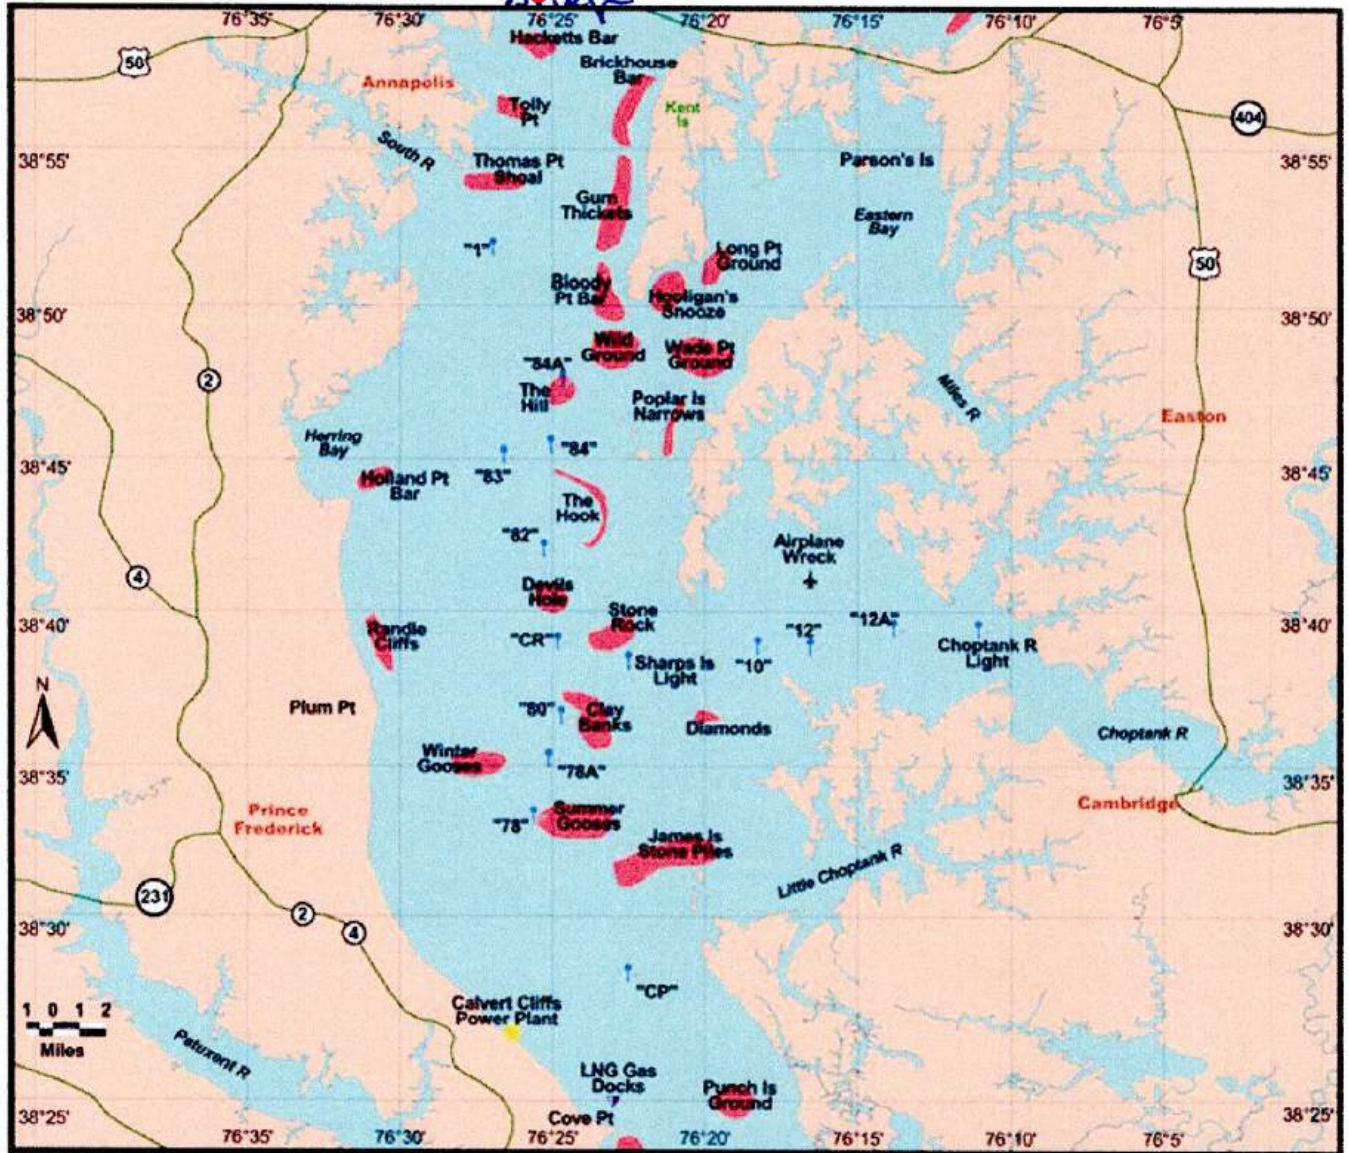 76°35' 76°30' 76°25' 76°20' 76°15' 76°10' 76°5'
Hacketts Bar
50
Brickhouse
Bar
Annapolis
Tolly
Pt
Kent
Is
404
South R
38°55'
Thomas Pt
Shoal
Parson's Is
38°55'
Gum
Thickets
Eastern
Bay
"1"
Long Pt
Ground
50
Bloody
Pt Bar
Hooligan's
Snooze
38°50'
38°50'
Wild
Ground
Wade Pt
Ground
"84A"
2
The
Hill
Poplar Is
Narrows
Miles R
Easton
Herring
Bay
"84"
38°45'
"83"
38°45'
Holland Pt
Bar
The
Hook
"82"
Airplane
Wreck
4
Devils
Hole
Stone
Rock
38°40'
"12A"
38°40'
Randle
Cliffs
"CR"
"12"
Choptank R
Light
Sharps Is
Light
"10"
N
Plum Pt
"80"
Clay
Banks
Diamonds
Choptank R
Winter
Gooses
38°35'
"78A"
38°35'
Prince
Frederick
Cambridge
"78"
Summer
Gooses
James Is
Stone Piles
Little Choptank R
231
2
4
38°30'
38°30'
"CP"
Calvert Cliffs
Power Plant
1 0 1 2
Miles
Patuxent R
LNG Gas
Docks
Punch Is
Ground
38°25'
Cove Pt
38°25'
76°35' 76°30' 76°25' 76°20' 76°15' 76°10' 76°5'